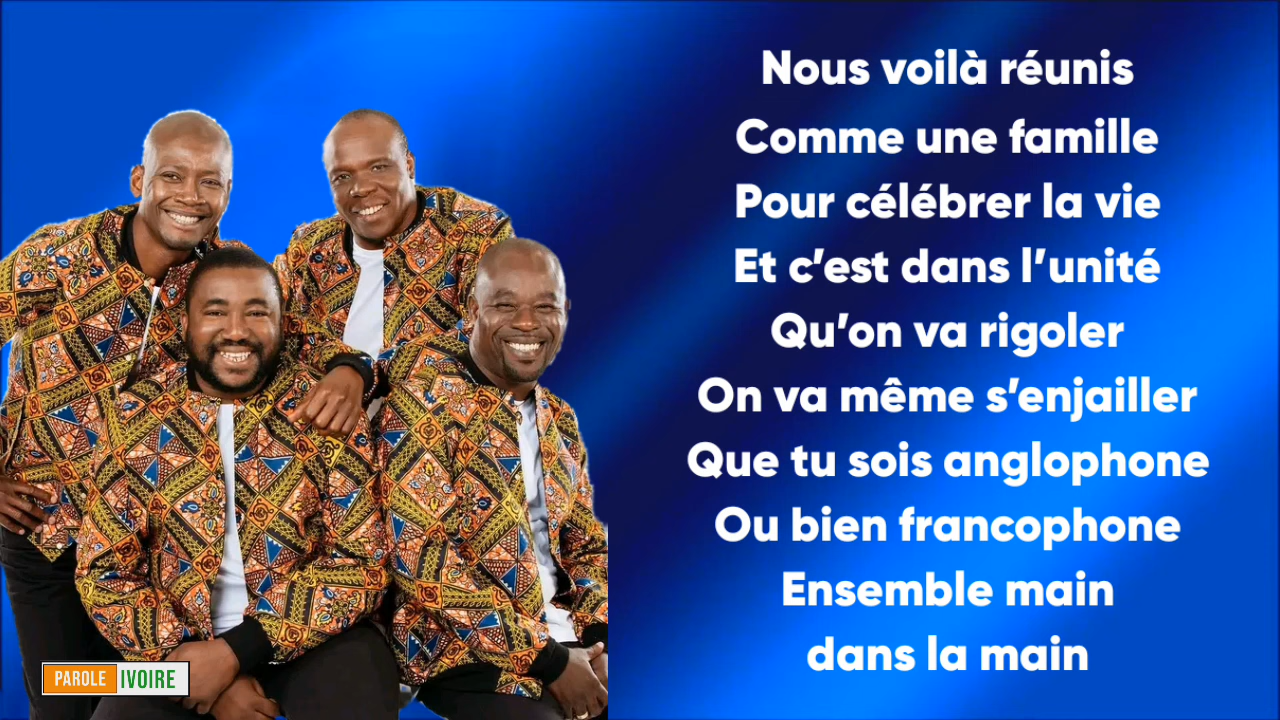 Nous voilà réunis
Comme une famille
Pour célébrer la vie
Et c’est dans l’unité
Qu’on va rigoler
On va même s’enjailler
Que tu sois anglophone
Ou bien francophone
Ensemble main
dans la main
PAROLE IVOIRE